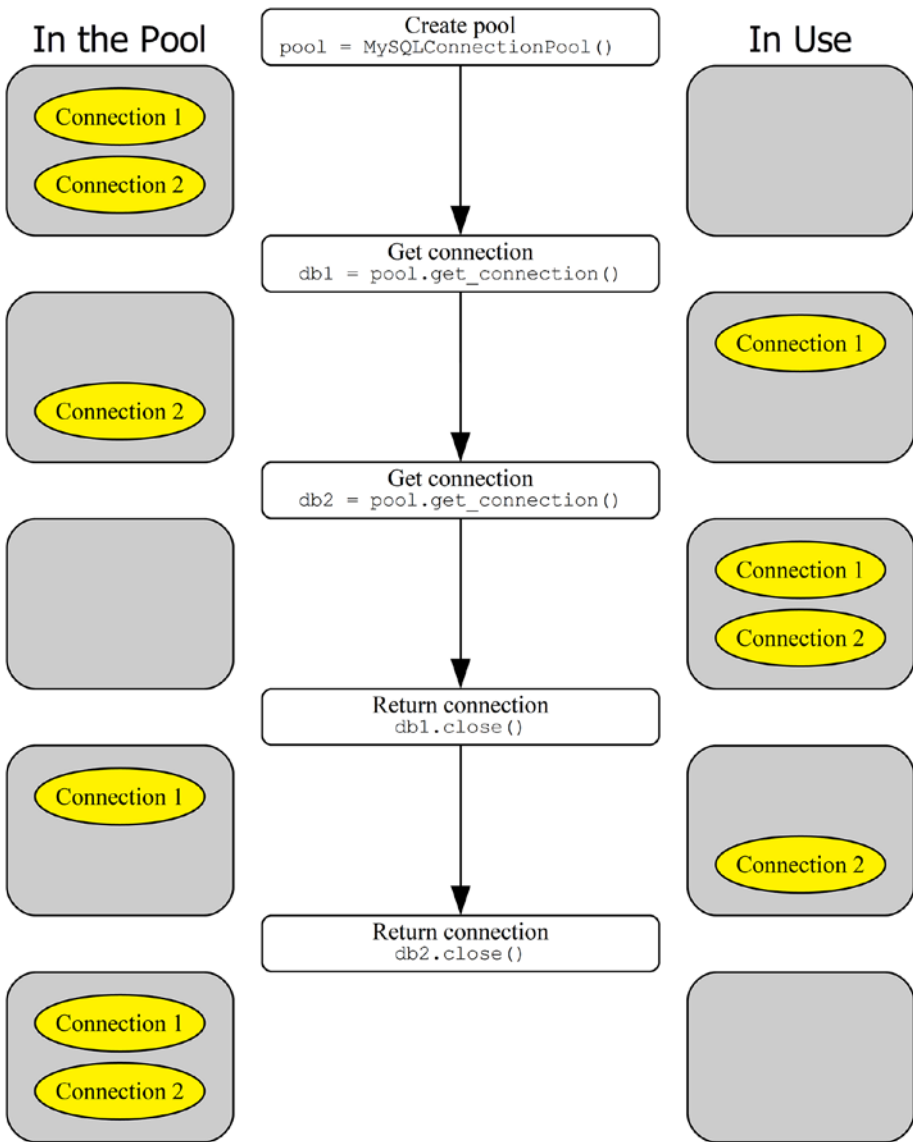 In the Pool
Create pool
pool = MySQLConnectionPool()
In Use
Connection 1
Connection 2
Get connection
db1 = pool.get_connection()
Connection 2
Connection 1
Get connection
db2 = pool.get_connection()
Connection 1
Connection 2
Return connection
db1.close()
Connection 1
Connection 2
Return connection
db2.close()
Connection 1
Connection 2